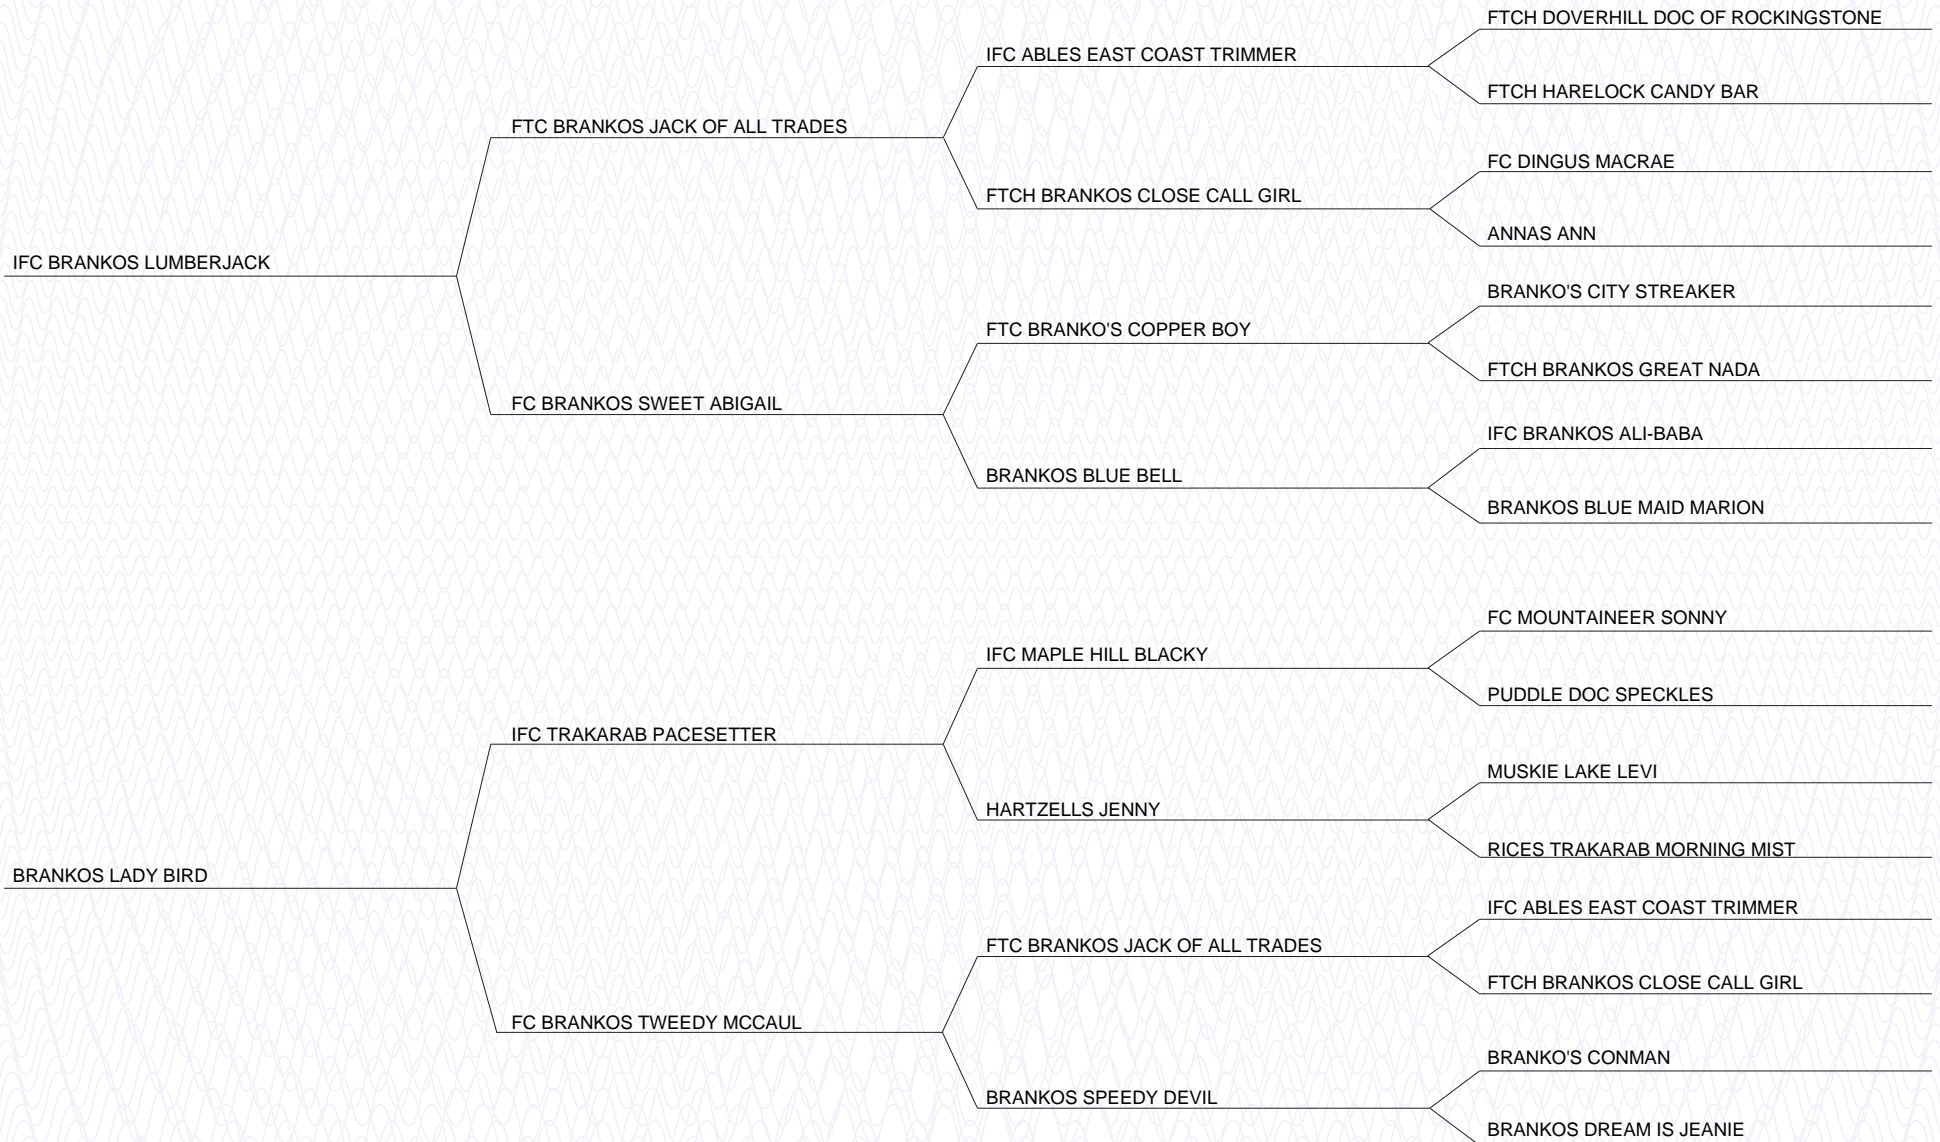 FTCH DOVERHILL DOC OF ROCKINGSTONE
IFC ABLES EAST COAST TRIMMER
FTCH HARELOCK CANDY BAR
FTC BRANKOS JACK OF ALL TRADES
FC DINGUS MACRAE
FTCH BRANKOS CLOSE CALL GIRL
ANNAS ANN
IFC BRANKOS LUMBERJACK
BRANKO'S CITY STREAKER
FTC BRANKO'S COPPER BOY
FTCH BRANKOS GREAT NADA
FC BRANKOS SWEET ABIGAIL
IFC BRANKOS ALI-BABA
BRANKOS BLUE BELL
BRANKOS BLUE MAID MARION
FC MOUNTAINEER SONNY
IFC MAPLE HILL BLACKY
PUDDLE DOC SPECKLES
IFC TRAKARAB PACESETTER
MUSKIE LAKE LEVI
HARTZELLS JENNY
RICES TRAKARAB MORNING MIST
BRANKOS LADY BIRD
IFC ABLES EAST COAST TRIMMER
FTC BRANKOS JACK OF ALL TRADES
FTCH BRANKOS CLOSE CALL GIRL
FC BRANKOS TWEEDY MCCAUL
BRANKO'S CONMAN
BRANKOS SPEEDY DEVIL
BRANKOS DREAM IS JEANIE